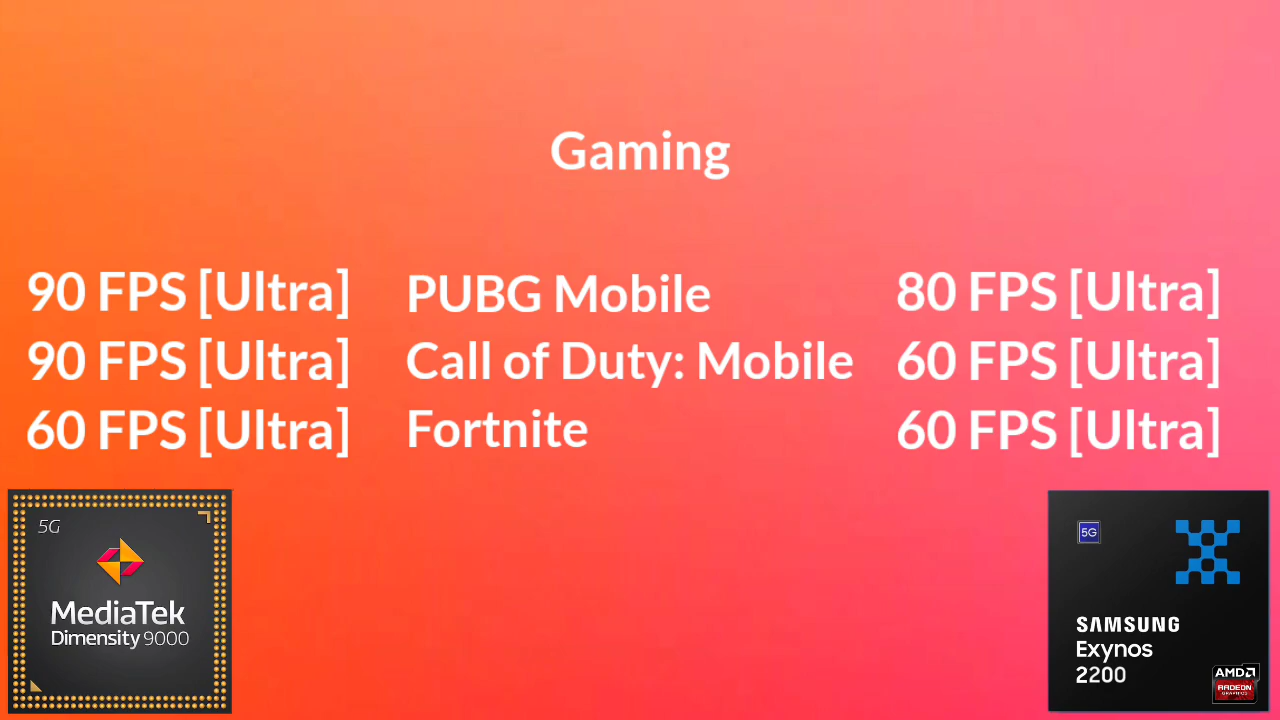 Gaming
90 FPS [Ultra] PUBG Mobile 80 FPS [Ultra]
90 FPS [Ultra] Call of Duty: Mobile 60 FPS [Ultra]
60 FPS [Ultra] Fortnite 60 FPS [Ultra]
5G
MediaTek
Dimensity 9000
5G
SAMSUNG
Exynos
2200
AMD
RADEON
GRAPHICS